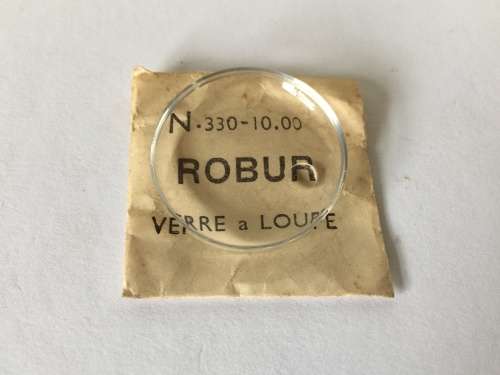 N.330-10.00
ROBUR
VERRE a LOUPE